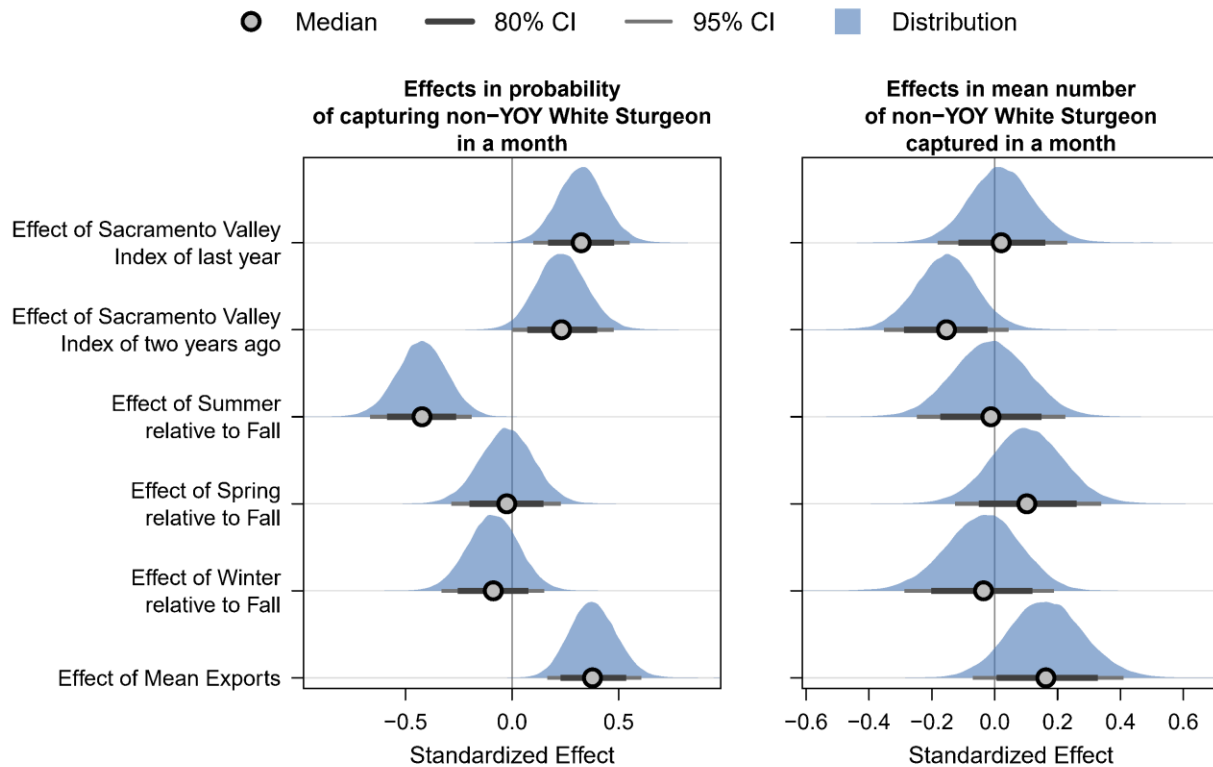 Median 80% CI 95% CI Distribution
Effects in probability
of capturing non−YOY White Sturgeon
in a month
Effects in mean number
of non−YOY White Sturgeon
captured in a month
Effect of Sacramento Valley
Index of last year
Effect of Sacramento Valley
Index of two years ago
Effect of Summer
relative to Fall
Effect of Spring
relative to Fall
Effect of Winter
relative to Fall
Effect of Mean Exports
−0.5 0.0 0.5
Standardized Effect
−0.6 −0.4 −0.2 0.0 0.2 0.4 0.6
Standardized Effect